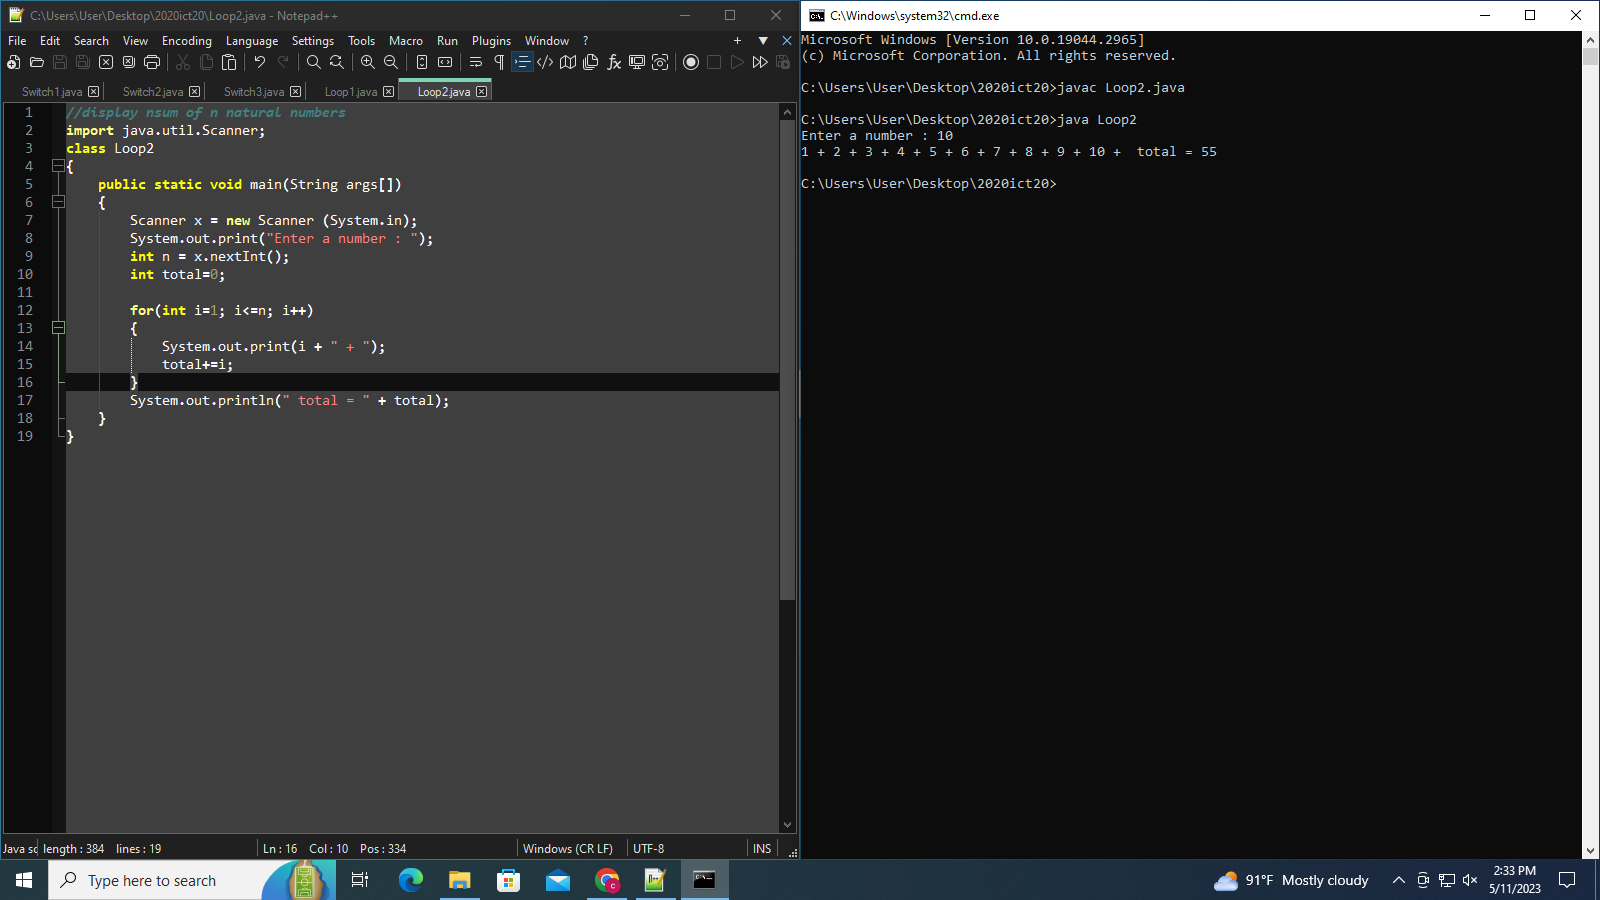 C:\Users\User\Desktop\2020ict20\Loop2.java - Notepad++
File Edit Search View Encoding Language Settings Tools Macro Run Plugins Window ?
Switch1.java Switch2.java Switch3.java Loop1.java Loop2.java
1 //display nsum of n natural numbers
2 import java.util.Scanner;
3 class Loop2
4 {
5 public static void main(String args[])
6 {
7 Scanner x = new Scanner (System.in);
8 System.out.print("Enter a number : ");
9 int n = x.nextInt();
10 int total=0;
11
12 for(int i=1; i<=n; i++)
13 {
14 System.out.print(i + " + ");
15 total+=i;
16 }
17 System.out.println(" total = " + total);
18 }
19 }
Java sc length : 384 lines : 19 Ln : 16 Col : 10 Pos : 334 Windows (CR LF) UTF-8 INS
C:\Windows\system32\cmd.exe
Microsoft Windows [Version 10.0.19044.2965]
(c) Microsoft Corporation. All rights reserved.
C:\Users\User\Desktop\2020ict20>javac Loop2.java
C:\Users\User\Desktop\2020ict20>java Loop2
Enter a number : 10
1 + 2 + 3 + 4 + 5 + 6 + 7 + 8 + 9 + 10 +  total = 55
C:\Users\User\Desktop\2020ict20>
Type here to search
91°F Mostly cloudy
2:33 PM
5/11/2023